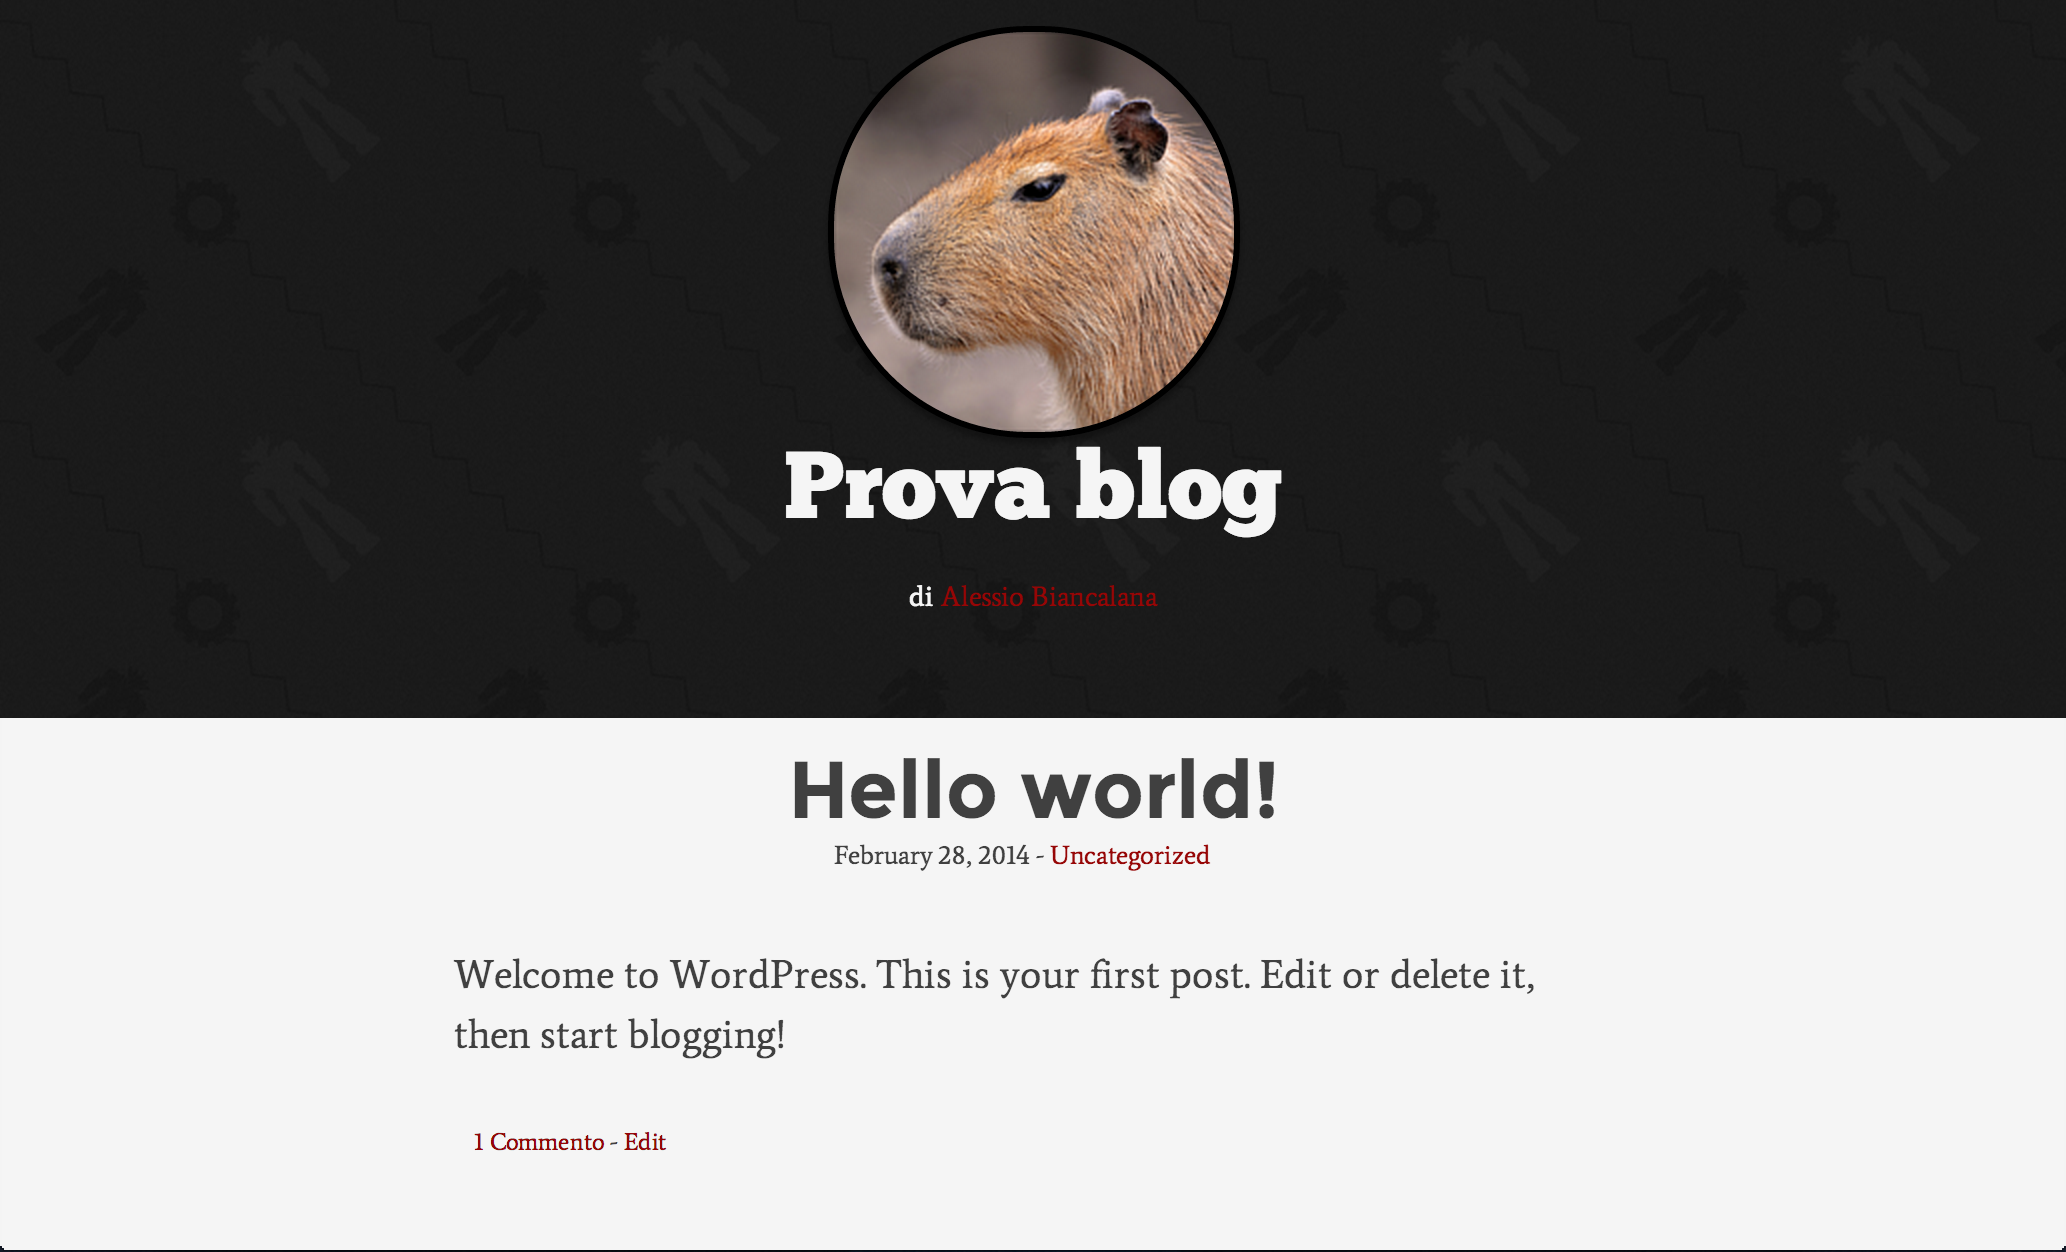 Prova blog
di Alessio Biancalana
Hello world!
February 28, 2014 - Uncategorized
Welcome to WordPress. This is your first post. Edit or delete it,
then start blogging!
1 Commento - Edit